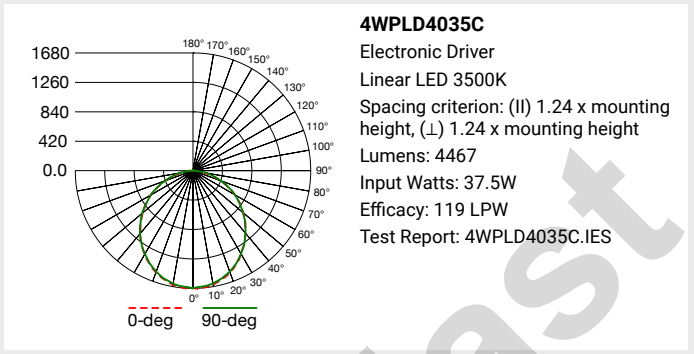 4WPLD4035C
Electronic Driver
Linear LED 3500K
Spacing criterion: (II) 1.24 x mounting
height, (⊥) 1.24 x mounting height
Lumens: 4467
Input Watts: 37.5W
Efficacy: 119 LPW
Test Report: 4WPLD4035C.IES
1680
1260
840
420
0.0
180°
170°
160°
150°
140°
130°
120°
110°
100°
90°
80°
70°
60°
50°
40°
30°
20°
10°
0°
0-deg
90-deg